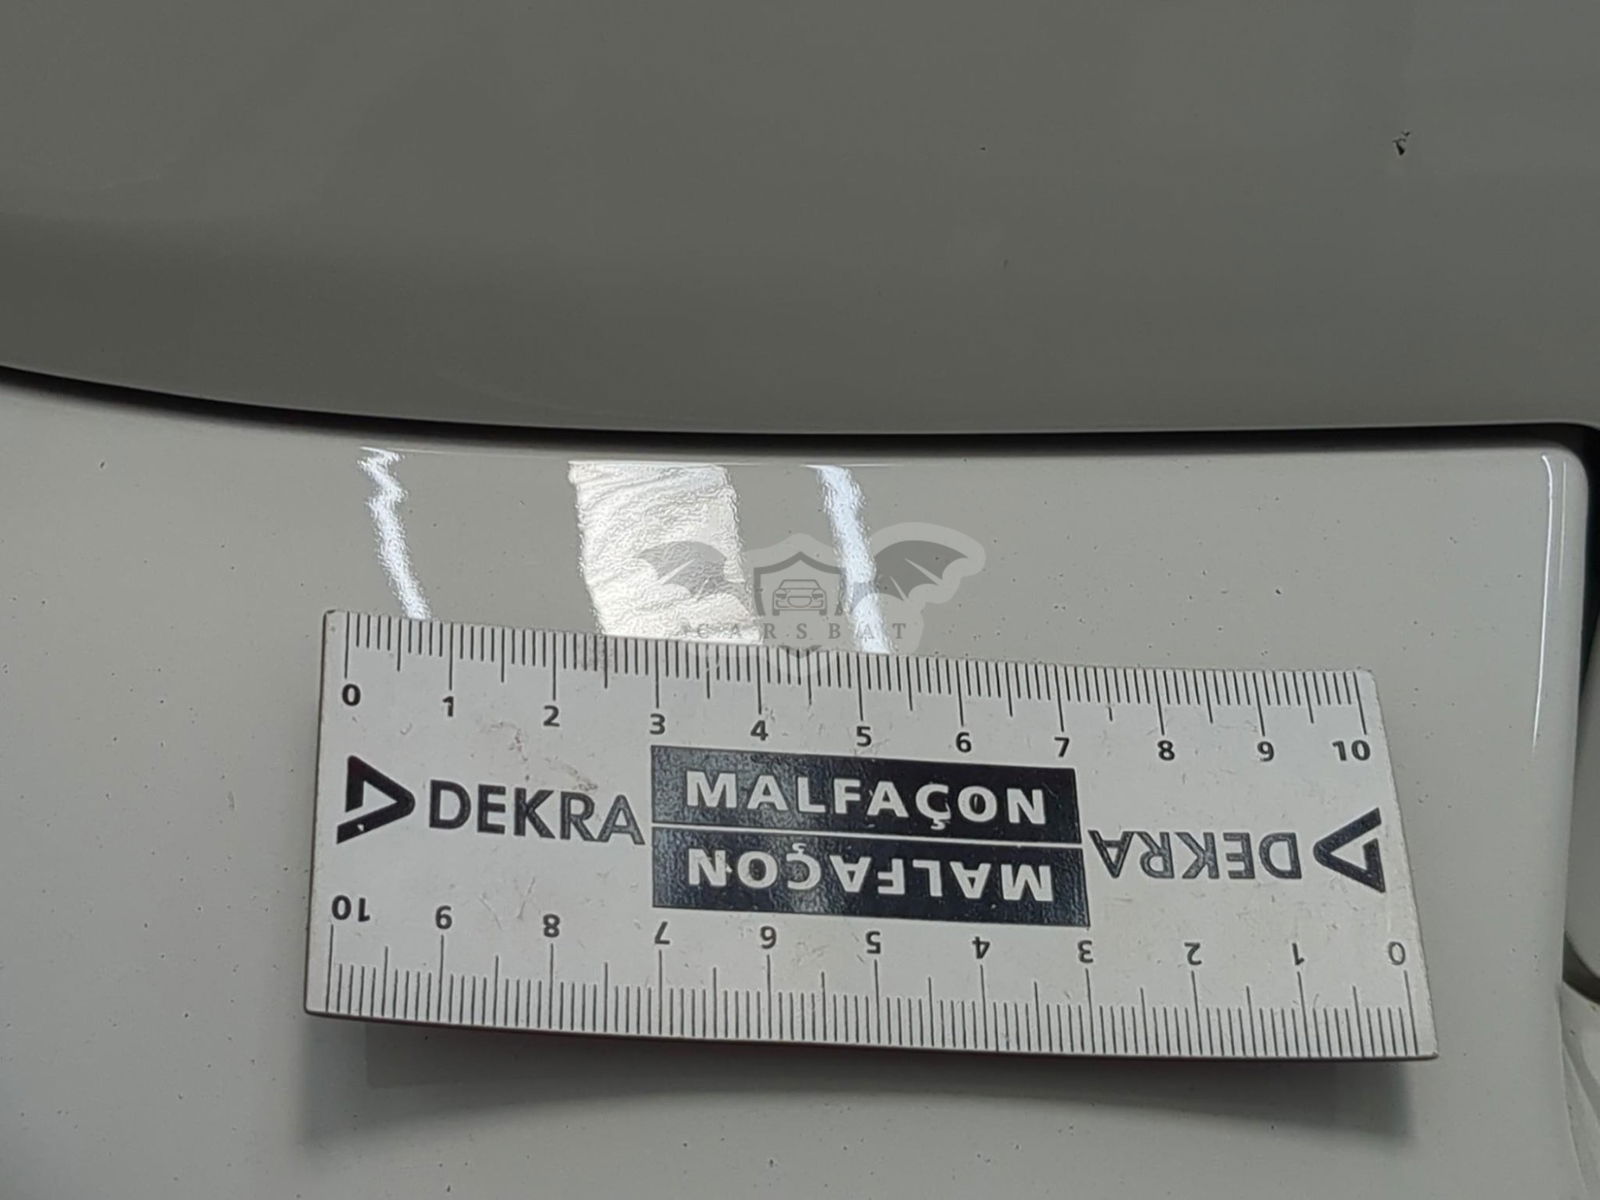 CARSBAT
0 1 2 3 4 5 6 7 8 9 10
DEKRA MALFAÇON
MALFAÇON DEKRA
10 9 8 7 6 5 4 3 2 1 0